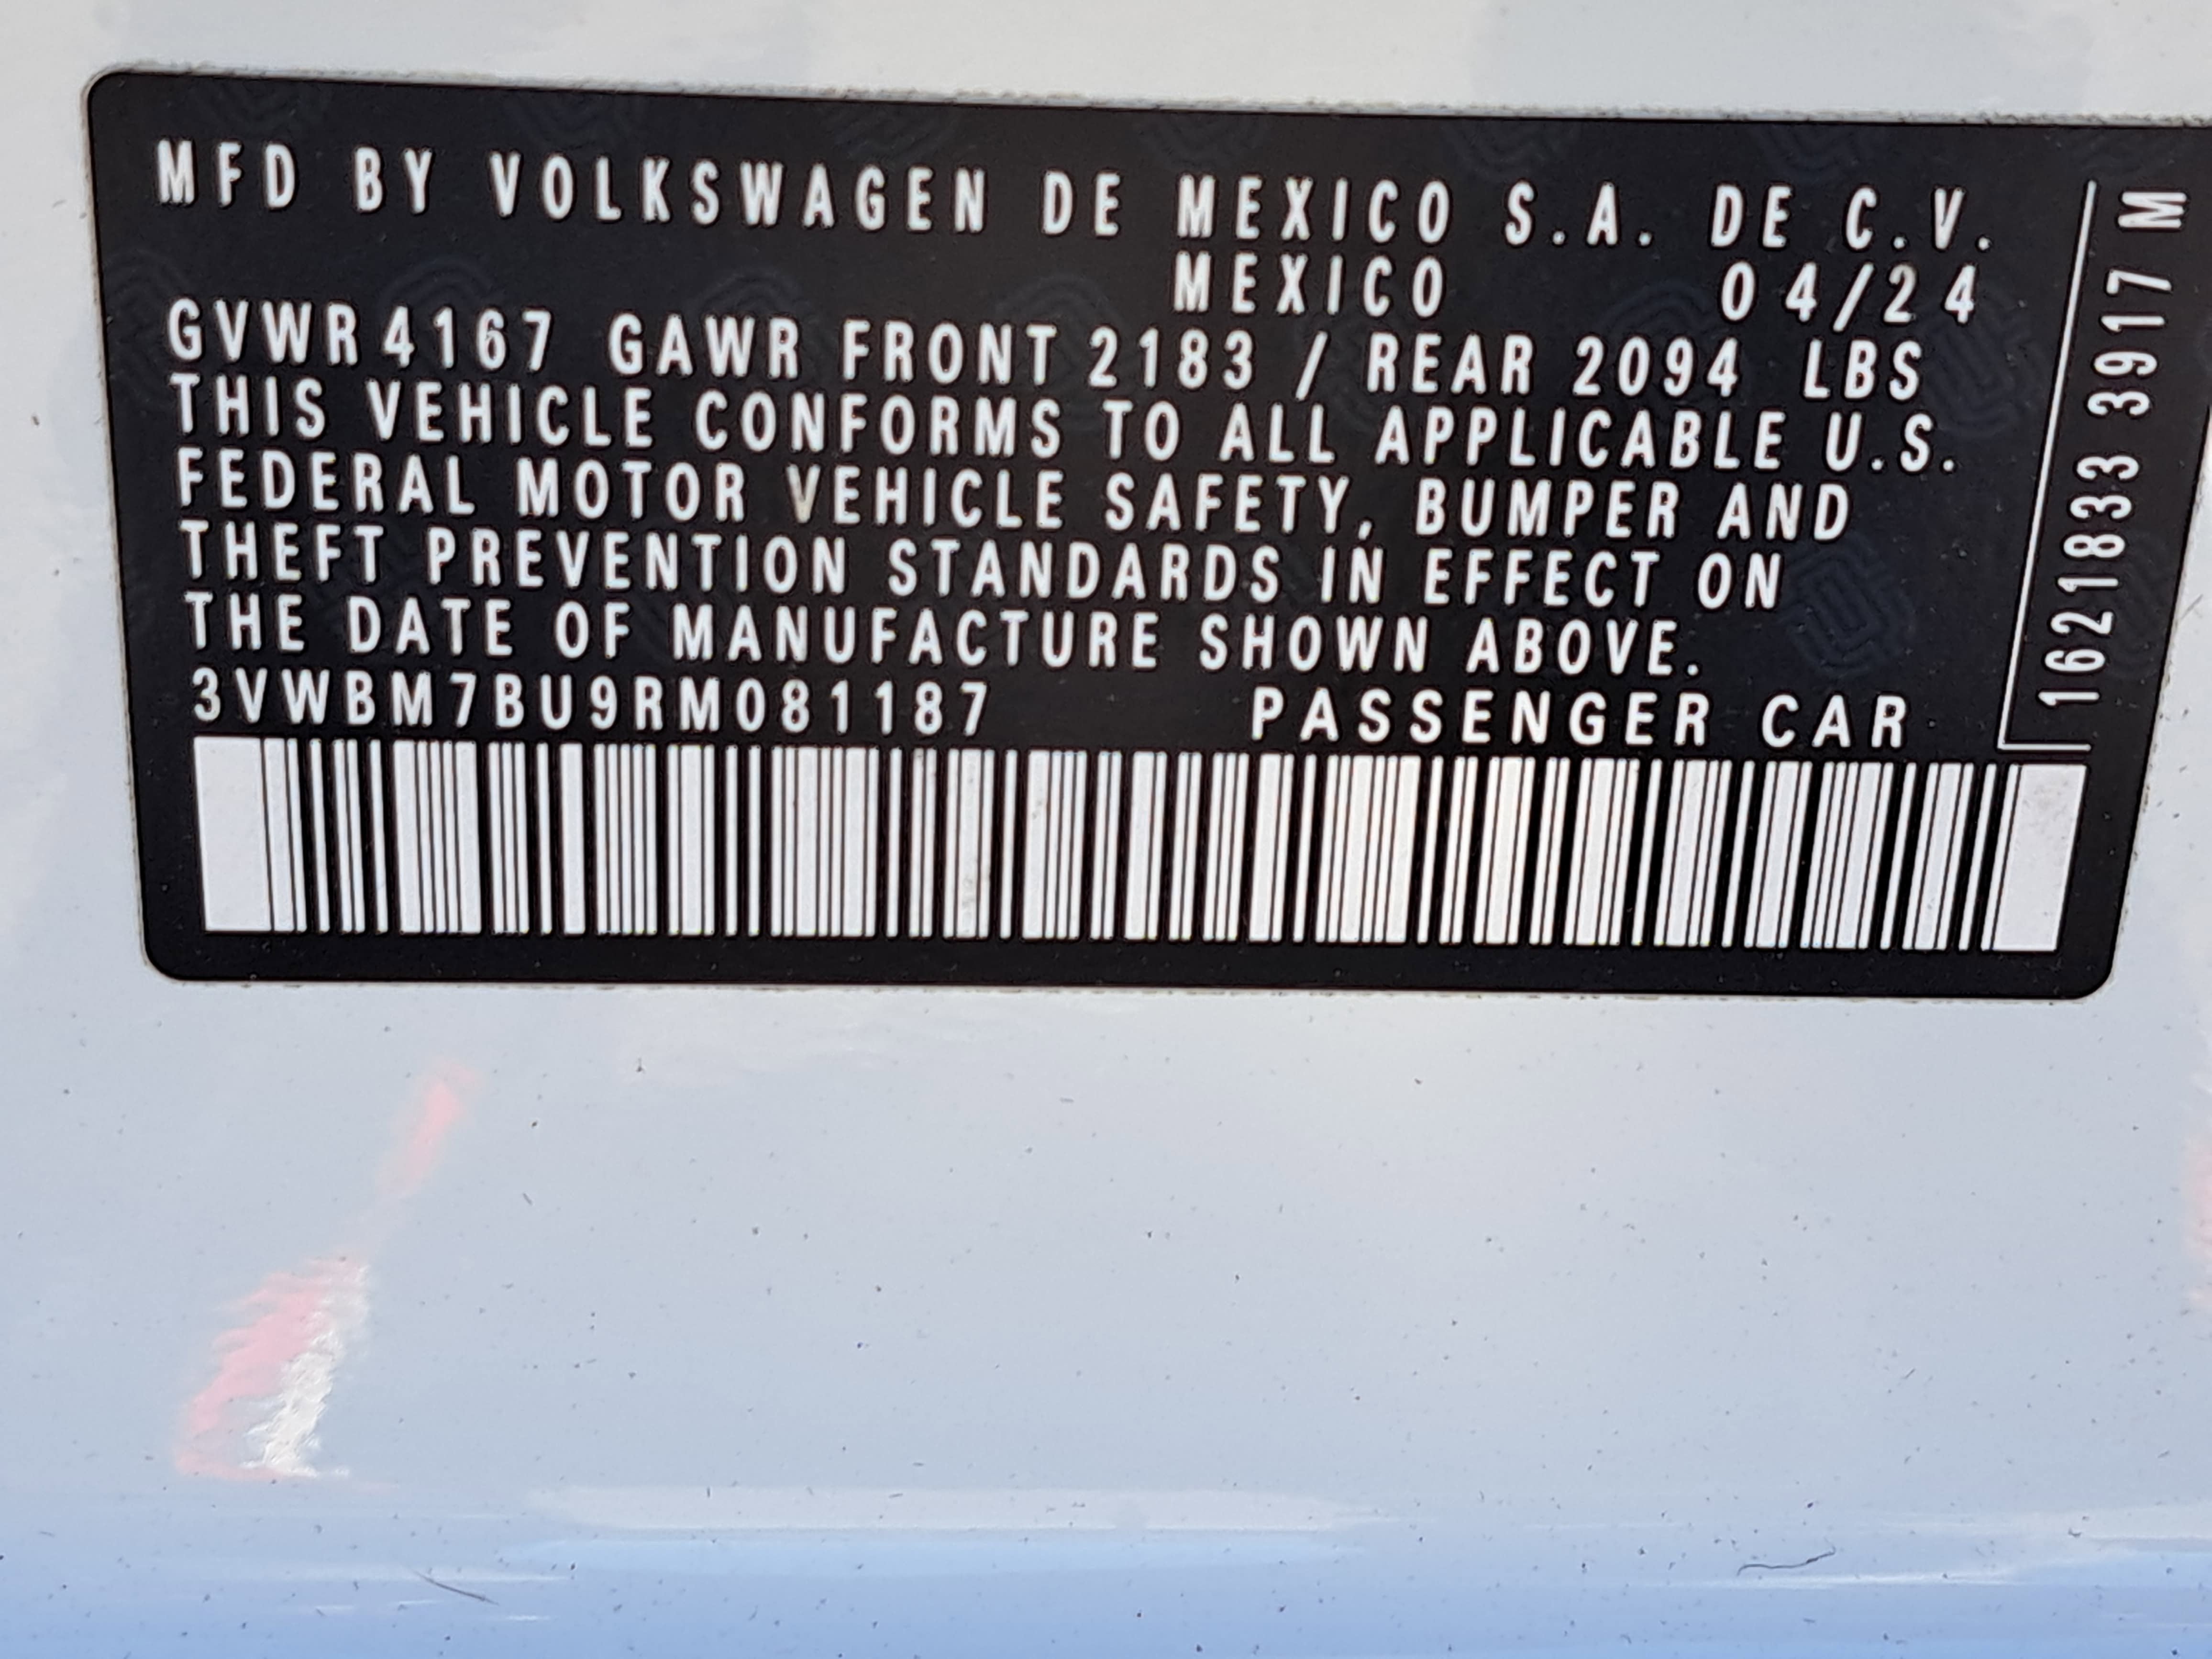 MFD BY VOLKSWAGEN DE MEXICO S.A. DE C.V.
MEXICO 04/24
GVWR 4167 GAWR FRONT 2183 / REAR 2094 LBS
THIS VEHICLE CONFORMS TO ALL APPLICABLE U.S.
FEDERAL MOTOR VEHICLE SAFETY, BUMPER AND
THEFT PREVENTION STANDARDS IN EFFECT ON
THE DATE OF MANUFACTURE SHOWN ABOVE.
3VWBM7BU9RM081187 PASSENGER CAR
1621833 3917 M